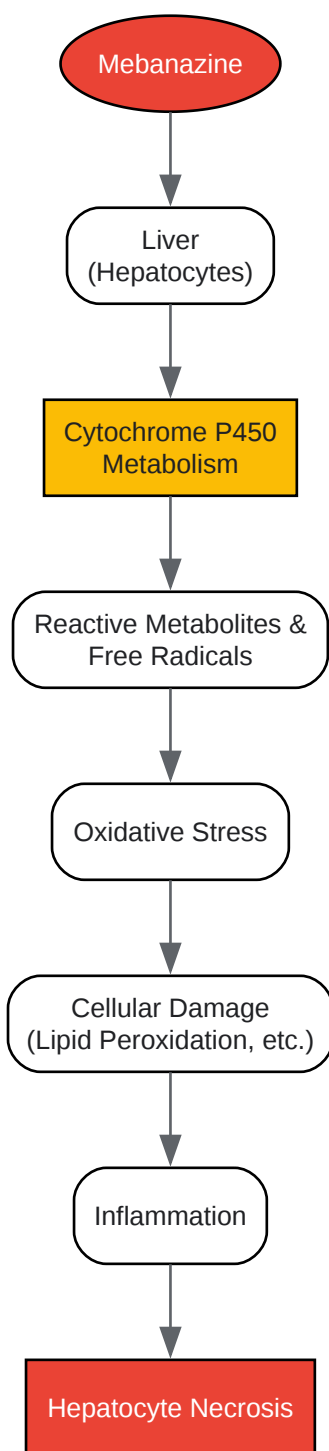 Mebanazine
Liver
(Hepatocytes)
Cytochrome P450
Metabolism
Reactive Metabolites &
Free Radicals
Oxidative Stress
Cellular Damage
(Lipid Peroxidation, etc.)
Inflammation
Hepatocyte Necrosis